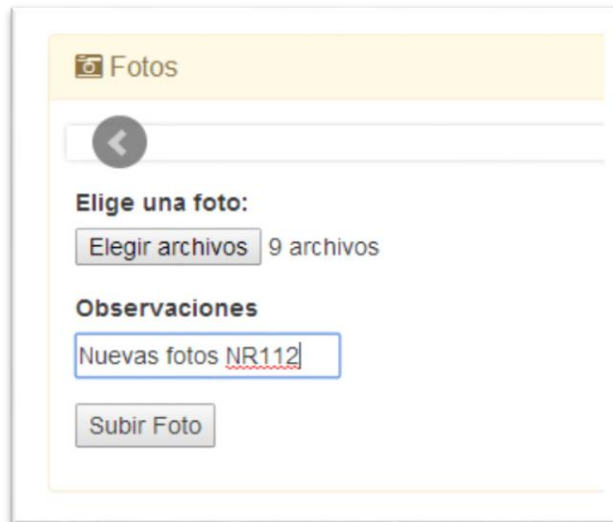 Fotos
Elige una foto:
Elegir archivos 9 archivos
Observaciones
Nuevas fotos NR112
Subir Foto